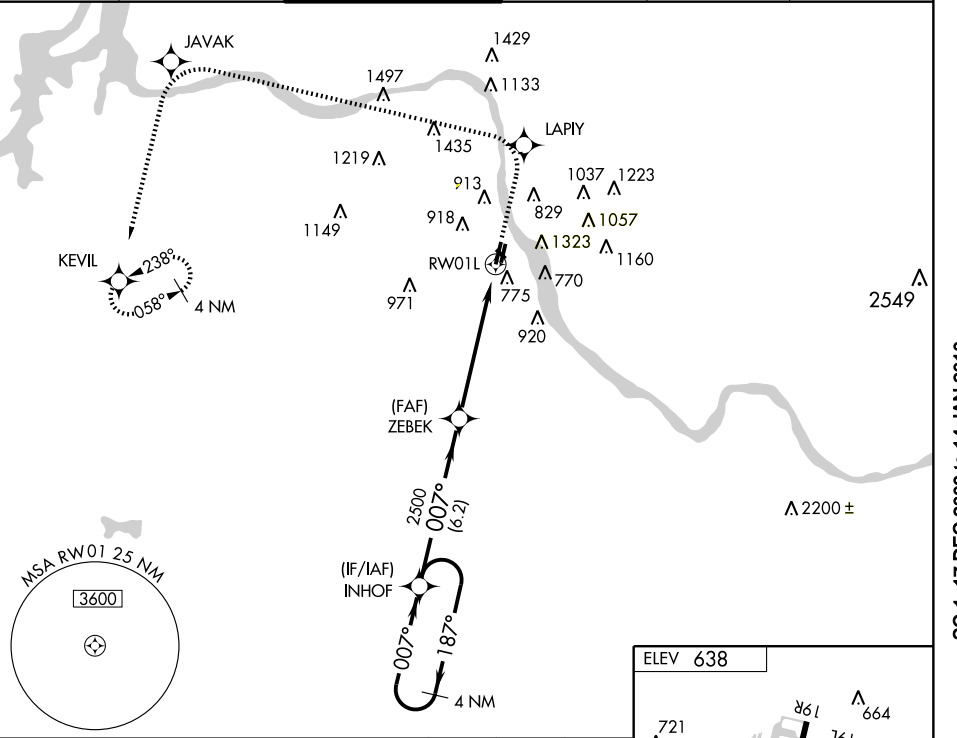 JAVAK
1429
1497
1133
1435
LAPIY
1219
913
1037
1223
829
1149
918
1057
1323
1160
KEVIL
238°
RW01L
058°
4 NM
971
775
770
2549
920
(FAF)
ZEBEK
2500
007°
(6.2)
2200 ±
MSA RW01 25 NM
3600
(IF/IAF)
INHOF
007°
187°
4 NM
ELEV 638
664
721
19R
19L